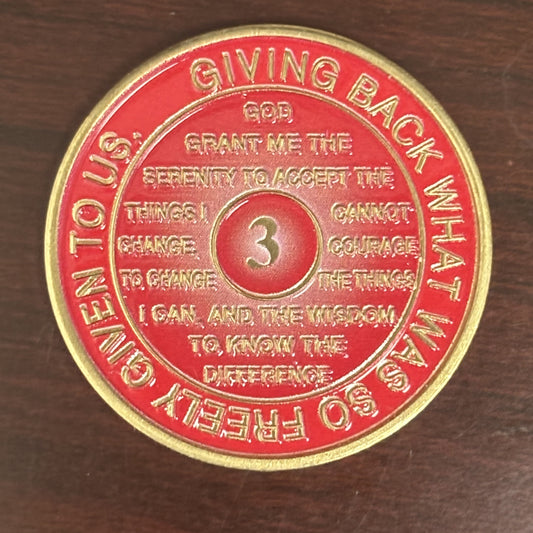 GIVING BACK WHAT WAS SO FREELY GIVEN TO US.
GOD
GRANT ME THE
SERENITY TO ACCEPT THE
THINGS I CANNOT
CHANGE, COURAGE
TO CHANGE THE THINGS
I CAN, AND THE WISDOM
TO KNOW THE
DIFFERENCE
3